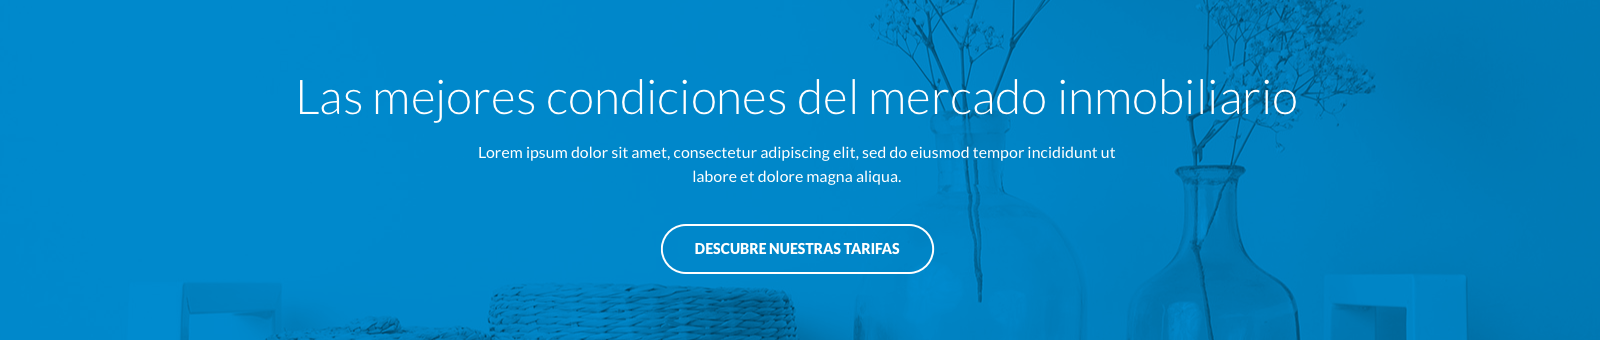 Las mejores condiciones del mercado inmobiliario
Lorem ipsum dolor sit amet, consectetur adipiscing elit, sed do eiusmod tempor incididunt ut
labore et dolore magna aliqua.
DESCUBRE NUESTRAS TARIFAS